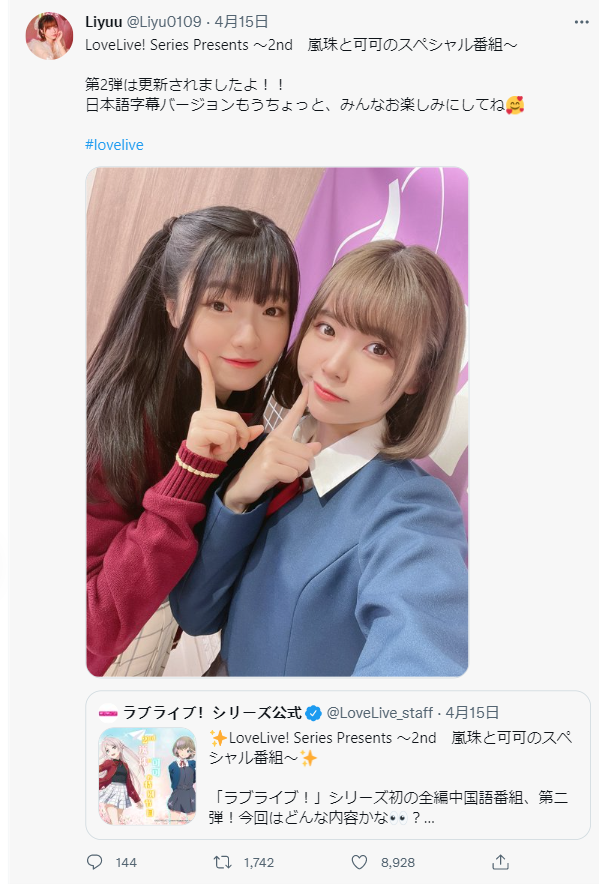 Liyuu @Liyu0109 · 4月15日
LoveLive! Series Presents ～2nd　嵐珠と可可のスペシャル番組～
第2弾は更新されましたよ！！
日本語字幕バージョンもうちょっと、みんなお楽しみにしてね🥰
#lovelive
ラブライブ！シリーズ公式 @LoveLive_staff · 4月15日
✨LoveLive! Series Presents ～2nd　嵐珠と可可のスペ
シャル番組～✨
「ラブライブ！」シリーズ初の全編中国語番組、第二
弾！今回はどんな内容かな👀？...
144
1,742
8,928